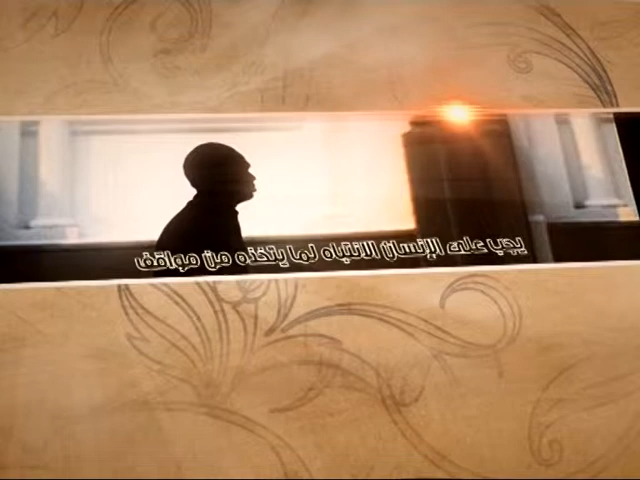 يجب على الإنسان الانتباه لما يتخذه من مواقف